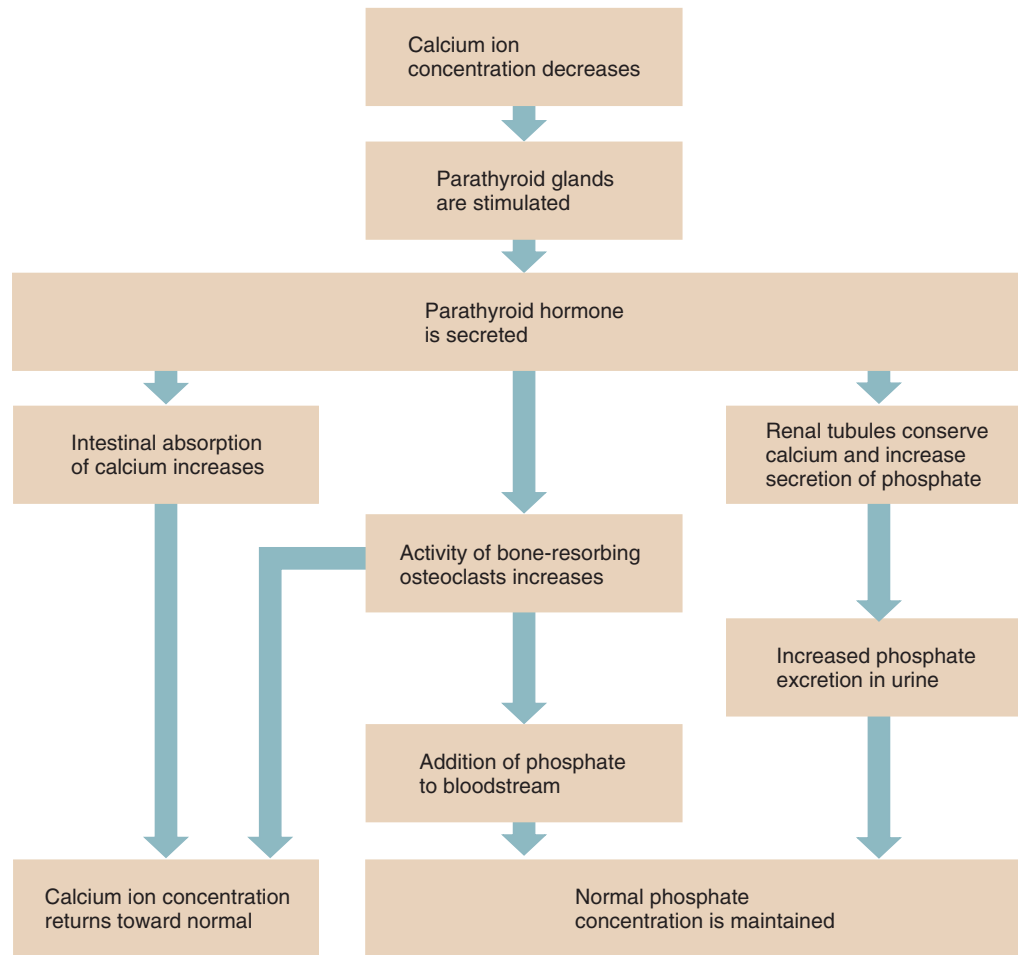 Calcium ion
concentration decreases
Parathyroid glands
are stimulated
Parathyroid hormone
is secreted
Intestinal absorption
of calcium increases
Renal tubules conserve
calcium and increase
secretion of phosphate
Activity of bone-resorbing
osteoclasts increases
Increased phosphate
excretion in urine
Addition of phosphate
to bloodstream
Calcium ion concentration
returns toward normal
Normal phosphate
concentration is maintained